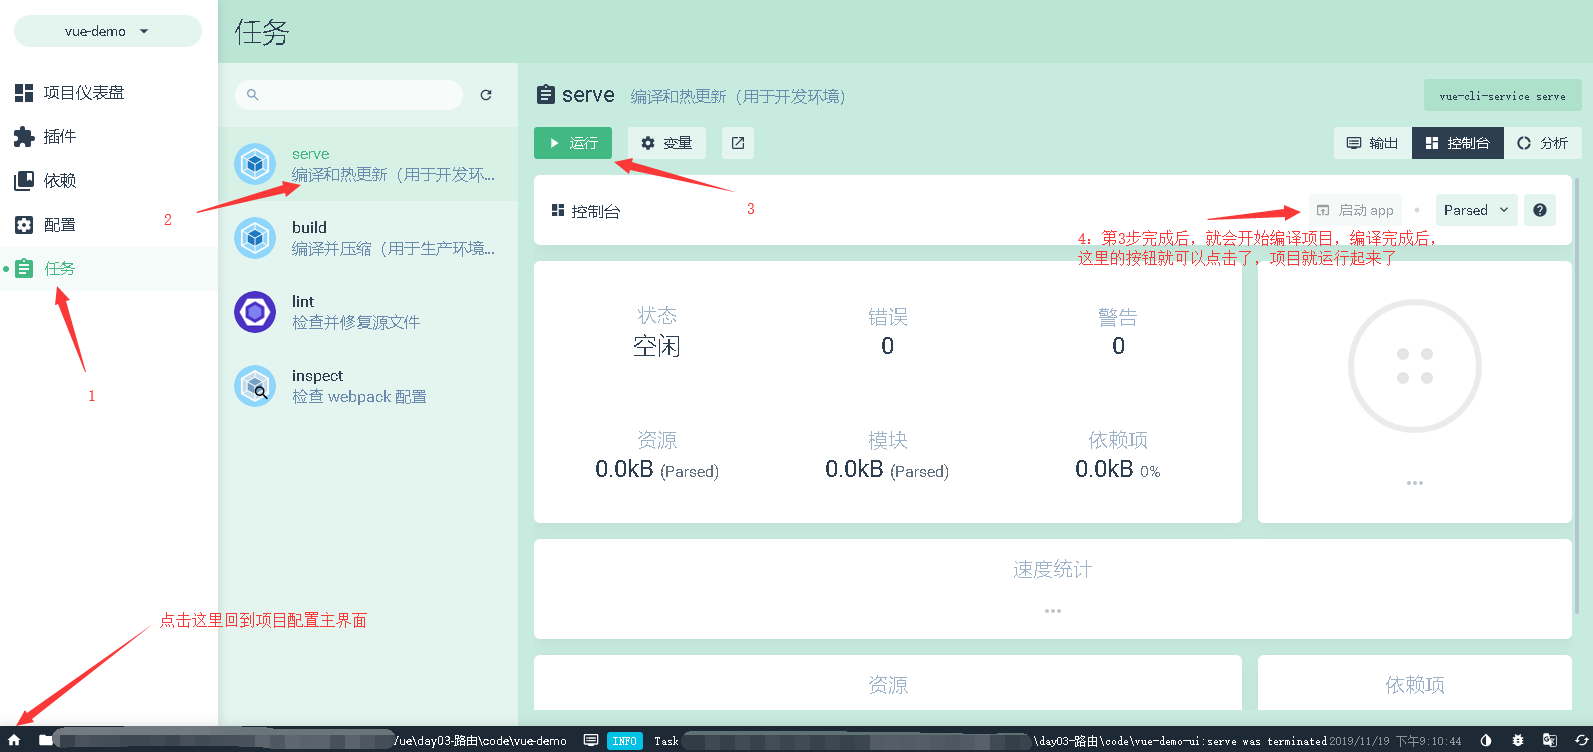 vue-demo
项目仪表盘
插件
依赖
配置
任务
1
点击这里回到项目配置主界面
任务
serve
编译和热更新（用于开发环...
2
build
编译并压缩（用于生产环境...
lint
检查并修复源文件
inspect
检查 webpack 配置
serve 编译和热更新（用于开发环境）
vue-cli-service serve
运行
变量
输出
控制台
分析
3
控制台
启动 app
Parsed
4：第3步完成后，就会开始编译项目，编译完成后，
这里的按钮就可以点击了，项目就运行起来了
状态
空闲
错误
0
警告
0
资源
0.0kB (Parsed)
模块
0.0kB (Parsed)
依赖项
0.0kB 0%
速度统计
资源
依赖项
/ue\day03-路由\code\vue-demo
INFO
Task
\day03-路由\code\vue-demo-ui:serve was terminated
2019/11/19 下午9:10:44